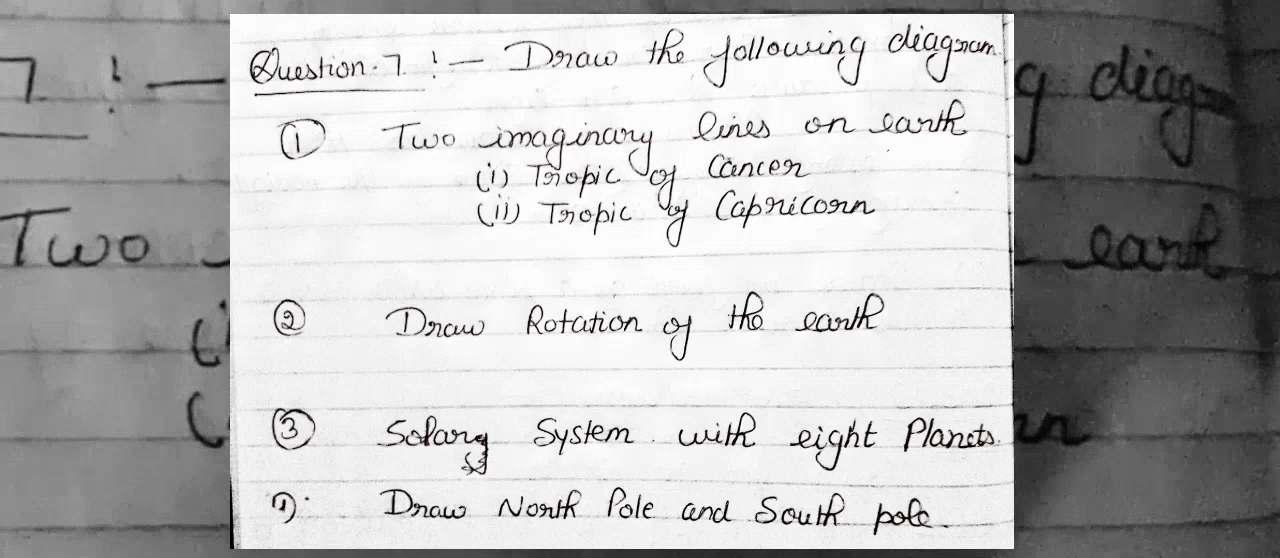 Question.7 !- Draw the following diagram
① Two imaginary lines on earth
(i) Tropic of Cancer
(ii) Tropic of Capricorn
② Draw Rotation of the earth
③ Solary System with eight Planets.
Draw North Pole and South pole.